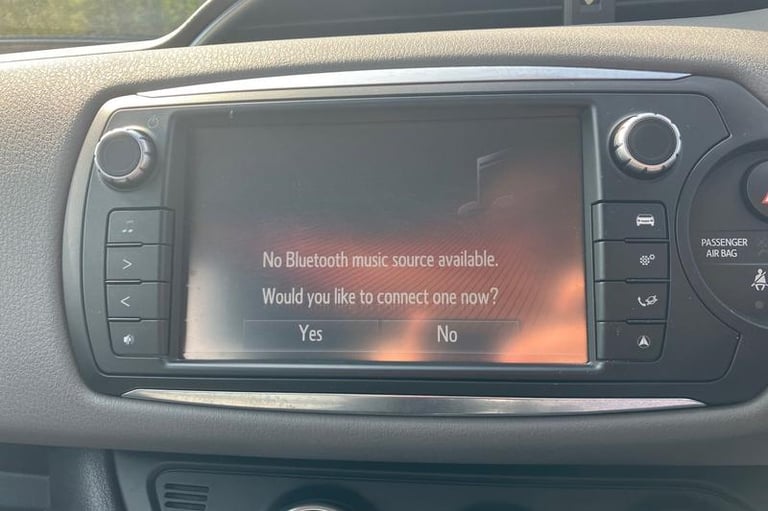 No Bluetooth music source available.
Would you like to connect one now?
Yes No
PASSENGER
AIR BAG